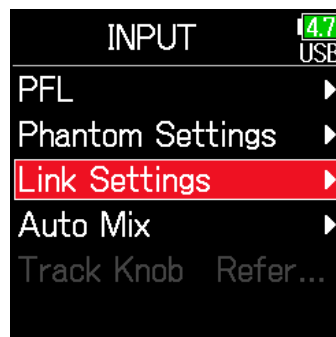 INPUT
4.7
USB
PFL
Phantom Settings
Link Settings
Auto Mix
Track Knob Refer...